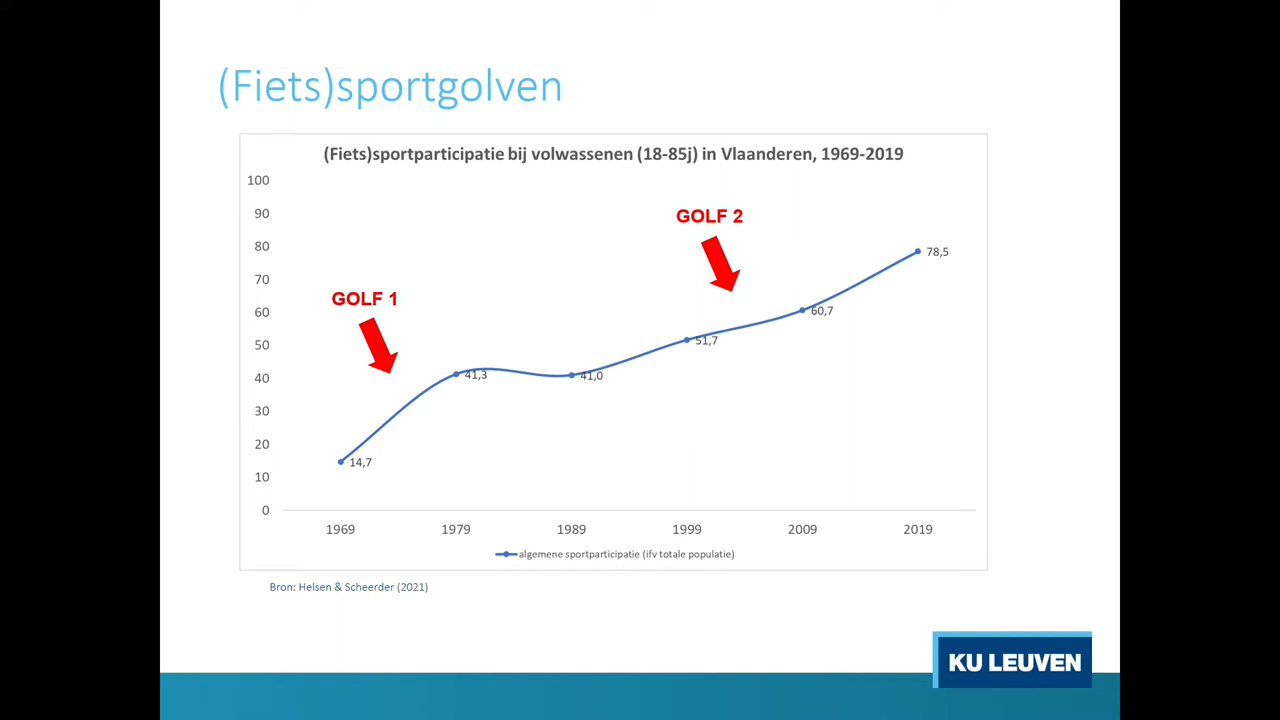 (Fiets)sportgolven
(Fiets)sportparticipatie bij volwassenen (18-85j) in Vlaanderen, 1969-2019
100
90
80
70
60
50
40
30
20
10
0
GOLF 1
GOLF 2
14,7
41,3
41,0
51,7
60,7
78,5
1969 1979 1989 1999 2009 2019
algemene sportparticipatie (ifv totale populatie)
Bron: Helsen & Scheerder (2021)
KU LEUVEN